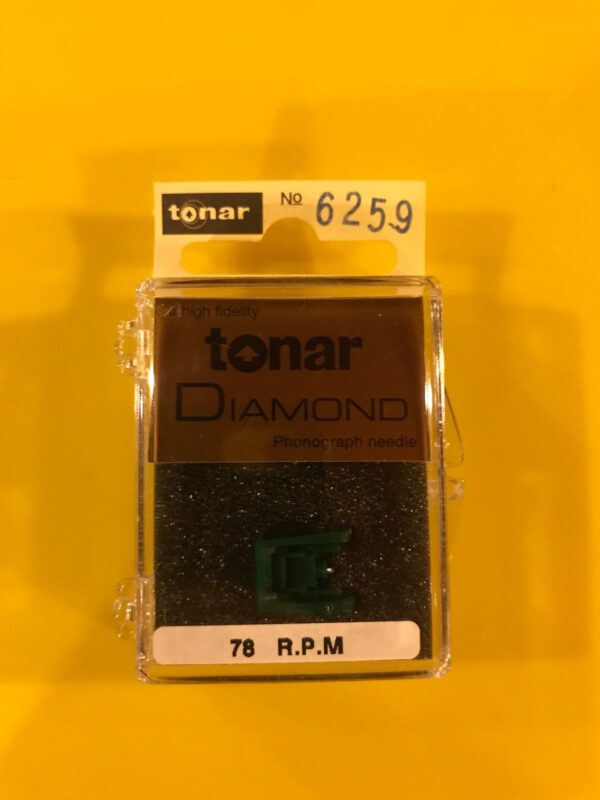 tonar No 6259
a high fidelity
tonar
DIAMOND
Phonograph needle
78 R.P.M